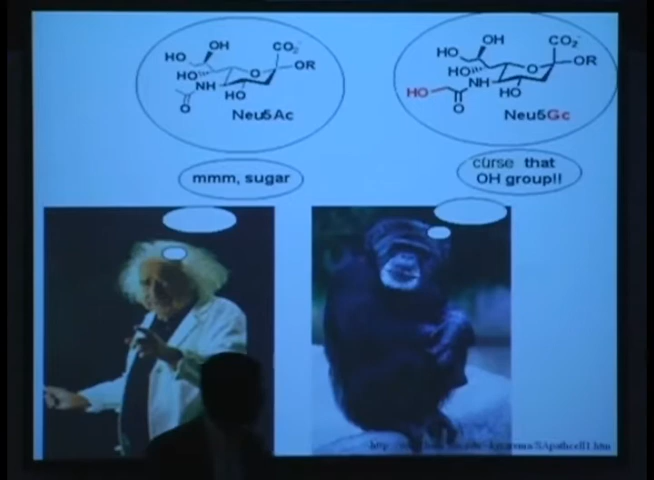 OH
CO₂⁻
HO
HO
O
OR
NH
HO
O
Neu5Ac
OH
CO₂⁻
HO
HO
O
OR
HO
NH
HO
O
Neu5Gc
mmm, sugar
curse that
OH group!!